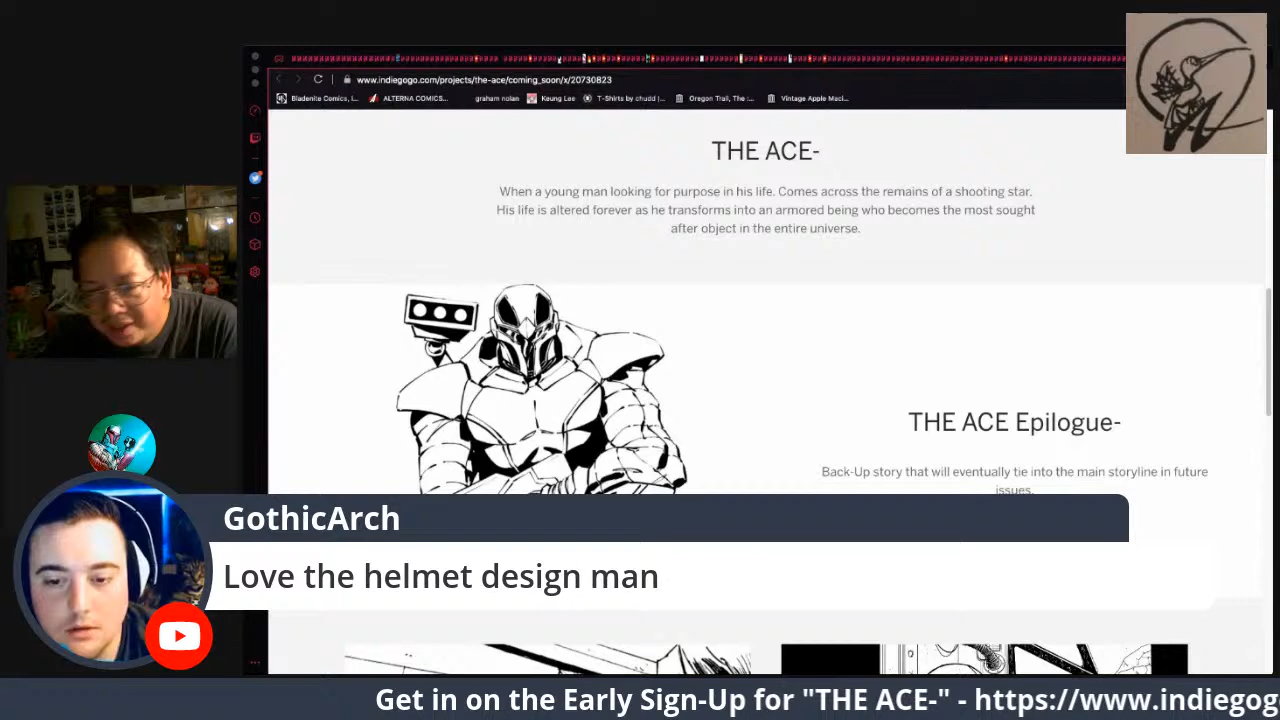 www.indiegogo.com/projects/the-ace/coming_soon/x/20730823
Bladenite Comics, I... ALTERNA COMICS... graham nolan Keung Lee T-Shirts by chudd |... Oregon Trail, The :... Vintage Apple Maci...
THE ACE-
When a young man looking for purpose in his life. Comes across the remains of a shooting star.
His life is altered forever as he transforms into an armored being who becomes the most sought
after object in the entire universe.
THE ACE Epilogue-
Back-Up story that will eventually tie into the main storyline in future
issues.
GothicArch
Love the helmet design man
Get in on the Early Sign-Up for "THE ACE-" - https://www.indiegog